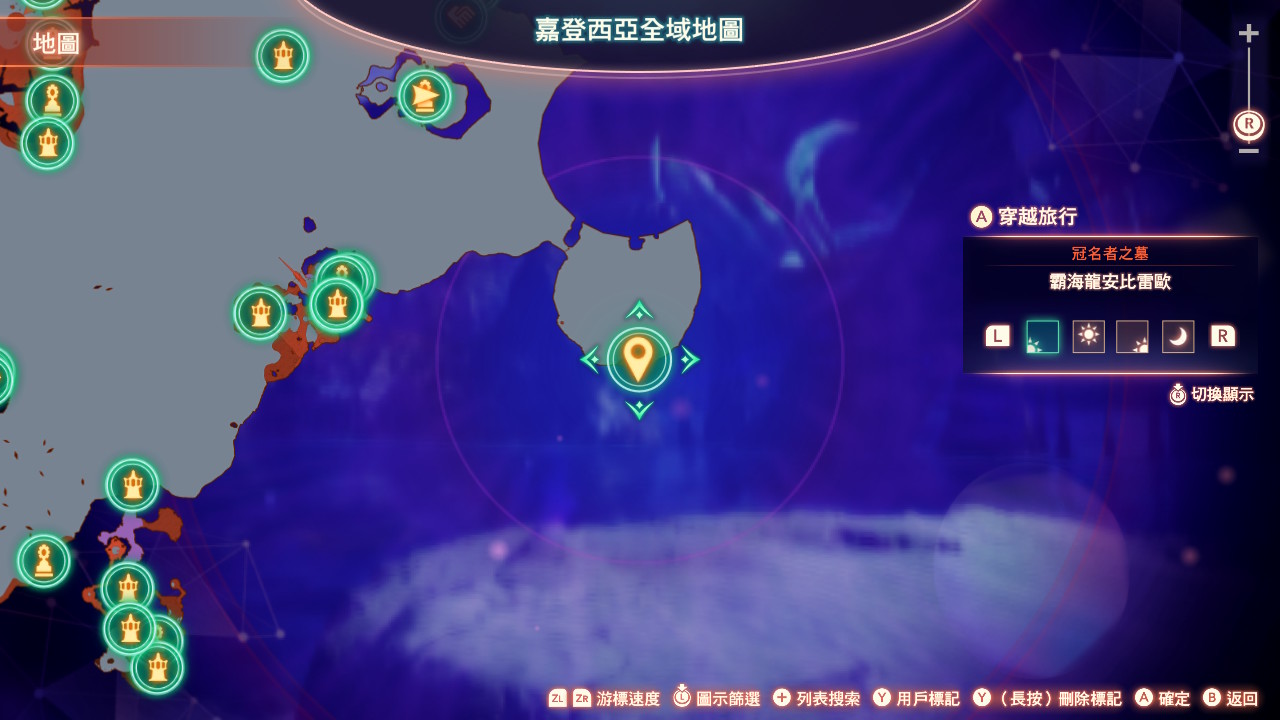 嘉登西亞全域地圖
地圖
R
A 穿越旅行
冠名者之墓
霸海龍安比雷歐
L R
R 切換顯示
ZL ZR 游標速度 L 圖示篩選 + 列表搜索 Y 用戶標記 Y（長按）刪除標記 A 確定 B 返回